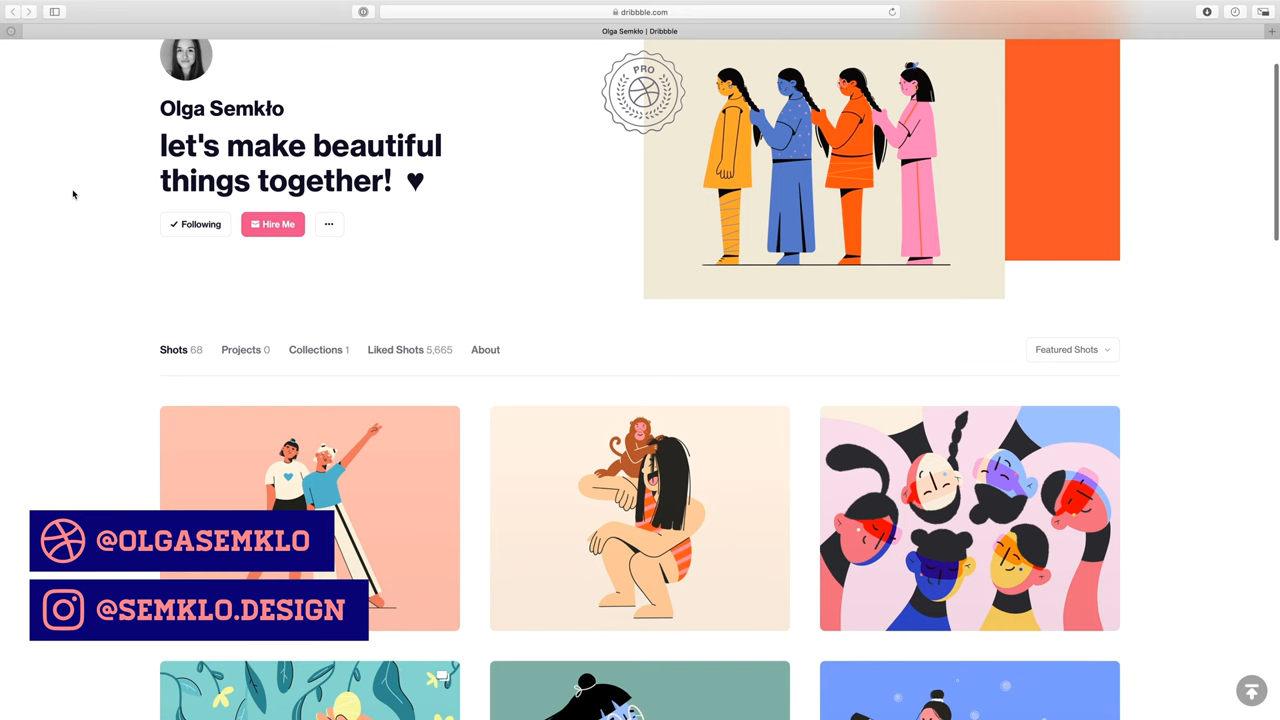 dribbble.com
Olga Semkło | Dribbble
PRO
Olga Semkło
let's make beautiful
things together! ♥
Following
Hire Me
Shots 68
Projects 0
Collections 1
Liked Shots 5,665
About
Featured Shots
@OLGASEMKLO
@SEMKLO.DESIGN